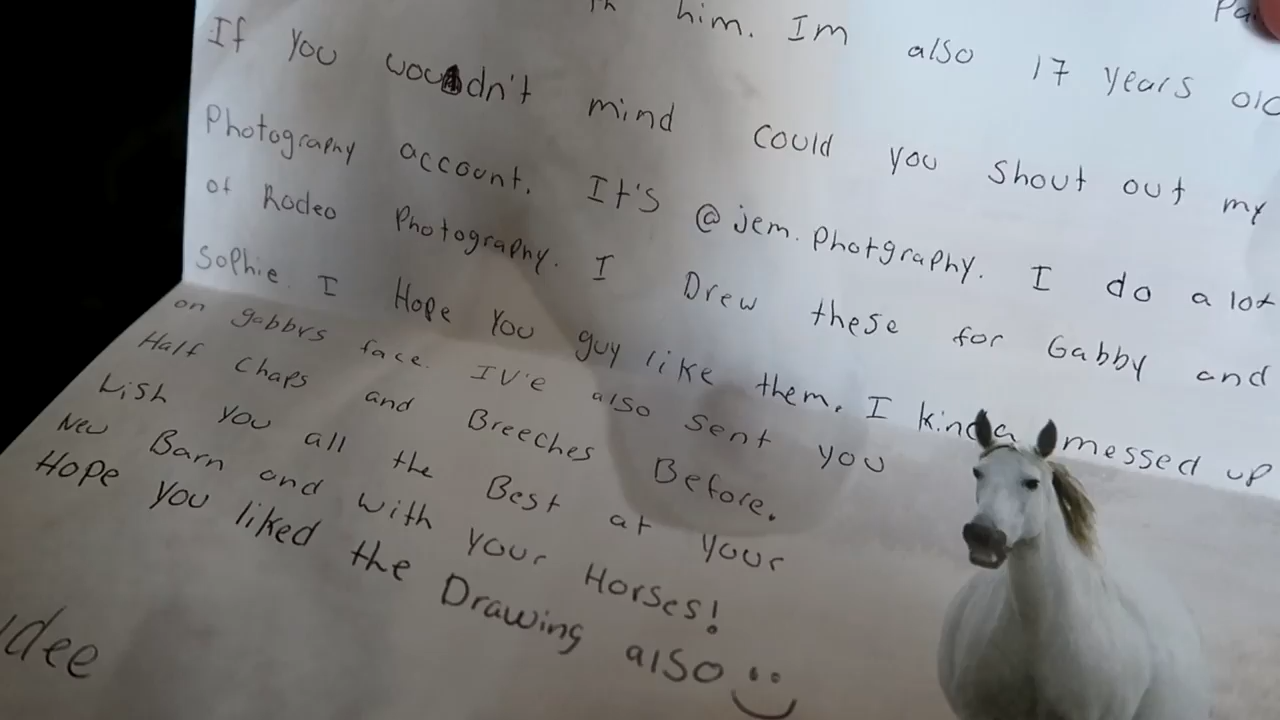 him. Im also 17 years old
If you wouldn't mind could you shout out my
Photography account. It's @jem.photgraphy. I do a lot
of Rodeo Photography. I Drew these for Gabby and
Sophie. I Hope you guy like them. I kinda messed up
on gabbys face. IV'e also sent you
Half Chaps and Breeches Before.
Wish you all the Best at your
New Barn and with your Horses!
Hope you liked the Drawing also